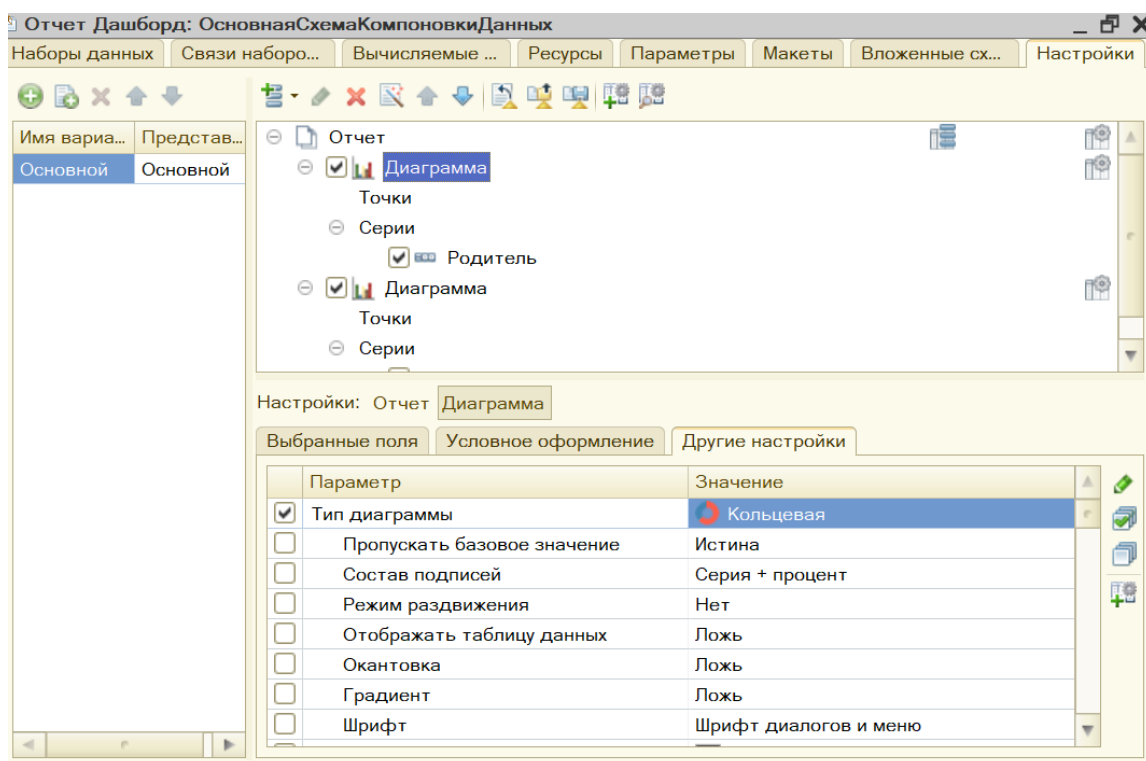 Отчет Дашборд: ОсновнаяСхемаКомпоновкиДанных
Наборы данных Связи наборо... Вычисляемые ... Ресурсы Параметры Макеты Вложенные сх... Настройки
Имя вариа... Представ...
Основной Основной
Отчет
Диаграмма
Точки
Серии
Родитель
Диаграмма
Точки
Серии
Настройки: Отчет Диаграмма
Выбранные поля Условное оформление Другие настройки
Параметр Значение
Тип диаграммы Кольцевая
Пропускать базовое значение Истина
Состав подписей Серия + процент
Режим раздвижения Нет
Отображать таблицу данных Ложь
Окантовка Ложь
Градиент Ложь
Шрифт Шрифт диалогов и меню